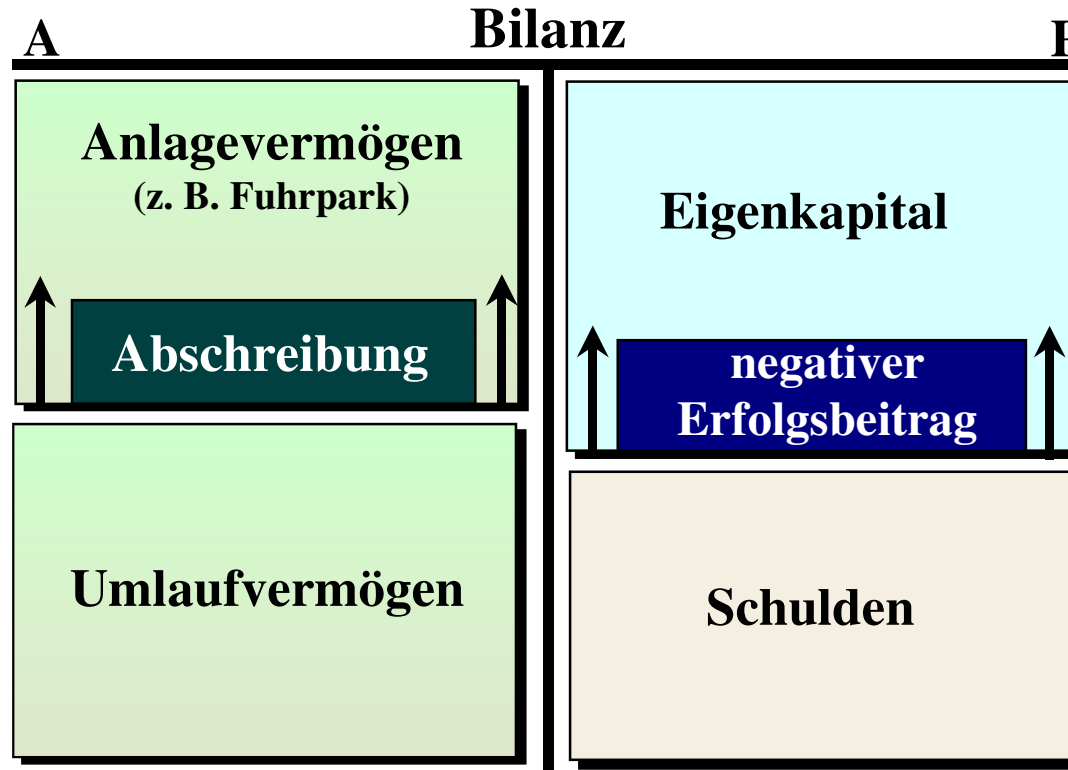 A
Bilanz
Anlagevermögen
(z. B. Fuhrpark)
Abschreibung
Umlaufvermögen
Eigenkapital
negativer
Erfolgsbeitrag
Schulden